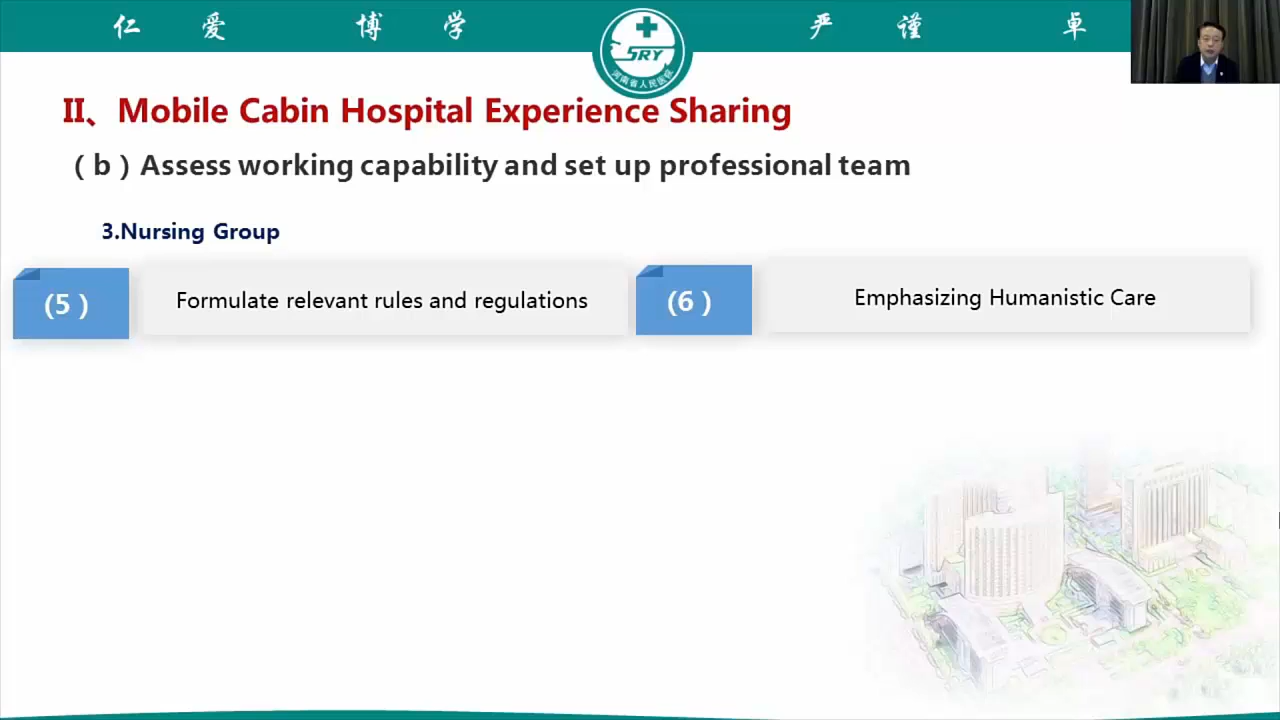 仁 爱 博 学 严 谨 卓
SRY
河南省人民医院
II、Mobile Cabin Hospital Experience Sharing
（b）Assess working capability and set up professional team
3.Nursing Group
（5） Formulate relevant rules and regulations
（6） Emphasizing Humanistic Care